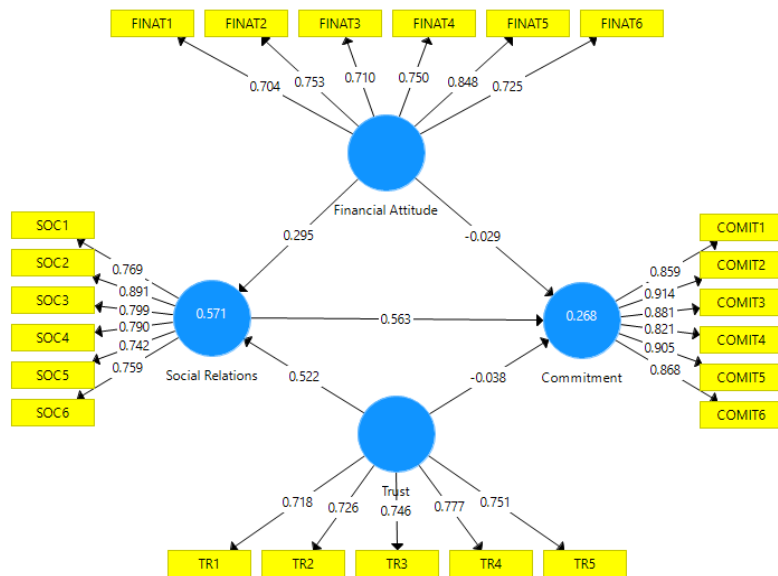 FINAT1 FINAT2 FINAT3 FINAT4 FINAT5 FINAT6
0.704 0.753 0.710 0.750 0.848 0.725
Financial Attitude
0.295 -0.029
SOC1
SOC2
SOC3
SOC4
SOC5
SOC6
0.769
0.891
0.799
0.790
0.742
0.759
0.571
Social Relations
0.563
0.268
Commitment
0.859
0.914
0.881
0.821
0.905
0.868
COMIT1
COMIT2
COMIT3
COMIT4
COMIT5
COMIT6
0.522 -0.038
Trust
0.718 0.726 0.746 0.777 0.751
TR1 TR2 TR3 TR4 TR5